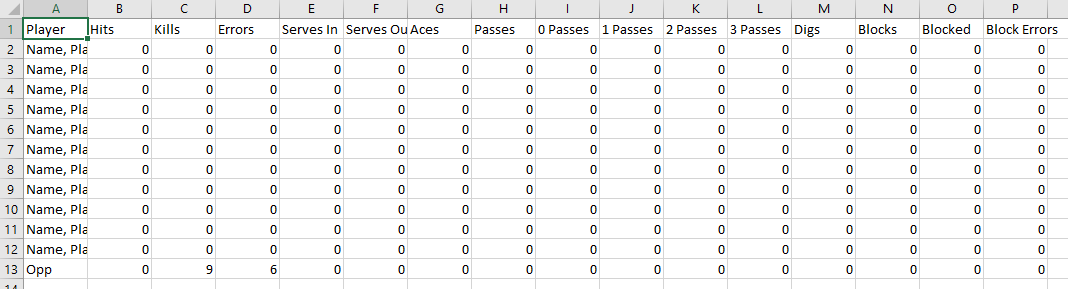 A B C D E F G H I J K L M N O P
1 Player Hits Kills Errors Serves In Serves Ou Aces Passes 0 Passes 1 Passes 2 Passes 3 Passes Digs Blocks Blocked Block Errors
2 Name, Pla 0 0 0 0 0 0 0 0 0 0 0 0 0 0 0
3 Name, Pla 0 0 0 0 0 0 0 0 0 0 0 0 0 0 0
4 Name, Pla 0 0 0 0 0 0 0 0 0 0 0 0 0 0 0
5 Name, Pla 0 0 0 0 0 0 0 0 0 0 0 0 0 0 0
6 Name, Pla 0 0 0 0 0 0 0 0 0 0 0 0 0 0 0
7 Name, Pla 0 0 0 0 0 0 0 0 0 0 0 0 0 0 0
8 Name, Pla 0 0 0 0 0 0 0 0 0 0 0 0 0 0 0
9 Name, Pla 0 0 0 0 0 0 0 0 0 0 0 0 0 0 0
10 Name, Pla 0 0 0 0 0 0 0 0 0 0 0 0 0 0 0
11 Name, Pla 0 0 0 0 0 0 0 0 0 0 0 0 0 0 0
12 Name, Pla 0 0 0 0 0 0 0 0 0 0 0 0 0 0 0
13 Opp 0 9 6 0 0 0 0 0 0 0 0 0 0 0 0